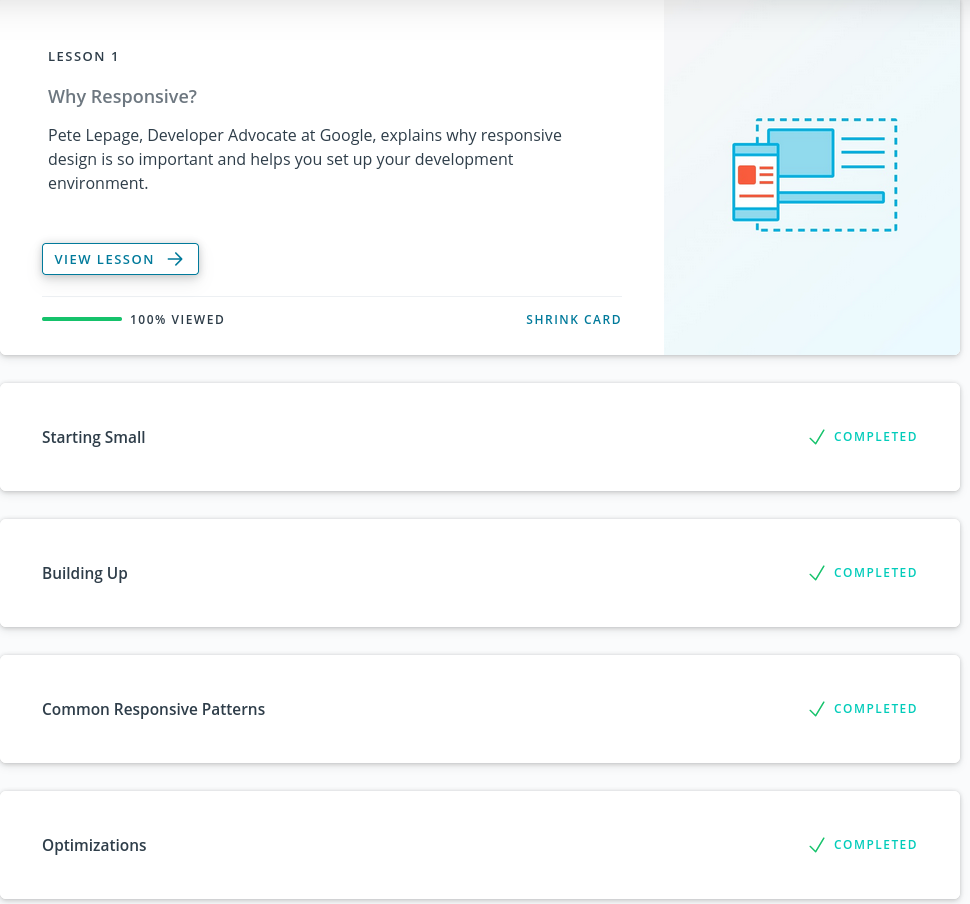 LESSON 1
Why Responsive?
Pete Lepage, Developer Advocate at Google, explains why responsive
design is so important and helps you set up your development
environment.
VIEW LESSON
100% VIEWED
SHRINK CARD
Starting Small
COMPLETED
Building Up
COMPLETED
Common Responsive Patterns
COMPLETED
Optimizations
COMPLETED